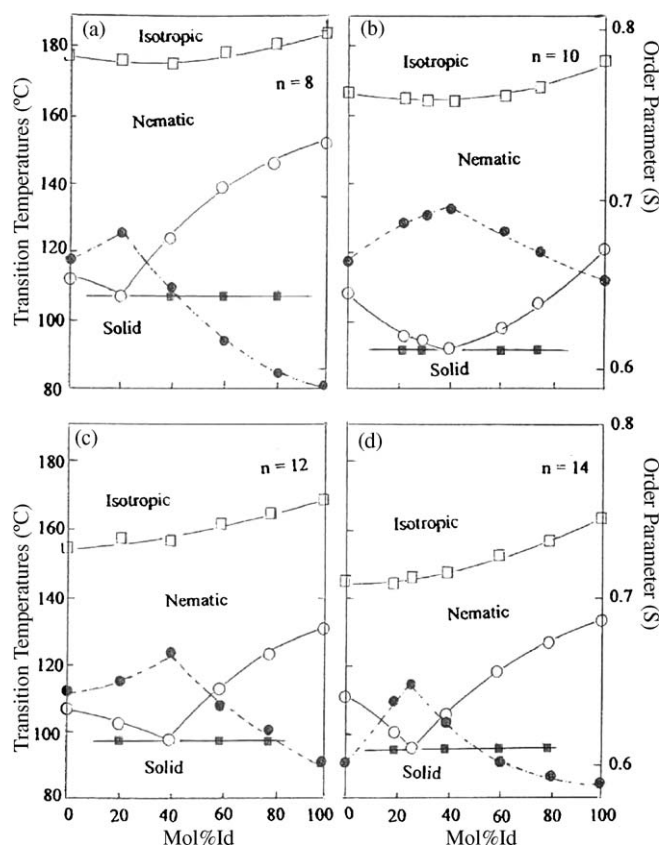 (a)
Isotropic
n = 8
Nematic
Solid
180
160
140
120
100
80
Transition Temperatures (ºC)
(b)
Isotropic
n = 10
Nematic
Solid
0.8
0.7
0.6
Order Parameter (S)
(c)
n = 12
Isotropic
Nematic
Solid
180
160
140
120
100
80
Transition Temperatures (ºC)
0 20 40 60 80 100
Mol%Id
(d)
n = 14
Isotropic
Nematic
Solid
0.8
0.7
0.6
Order Parameter (S)
0 20 40 60 80 100
Mol%Id